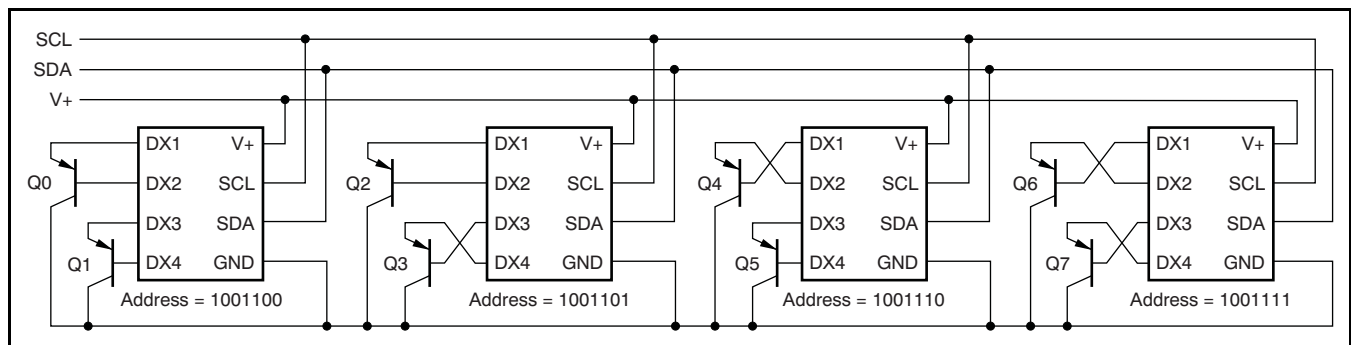 SCL
SDA
V+
DX1 V+
Q0 DX2 SCL
DX3 SDA
Q1 DX4 GND
Address = 1001100
DX1 V+
Q2 DX2 SCL
DX3 SDA
Q3 DX4 GND
Address = 1001101
DX1 V+
Q4 DX2 SCL
DX3 SDA
Q5 DX4 GND
Address = 1001110
DX1 V+
Q6 DX2 SCL
DX3 SDA
Q7 DX4 GND
Address = 1001111